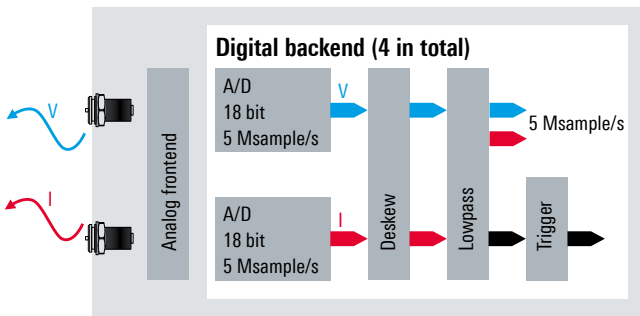 Digital backend (4 in total)
V
I
Analog frontend
A/D
18 bit
5 Msample/s
V
A/D
18 bit
5 Msample/s
I
Deskew
Lowpass
5 Msample/s
Trigger